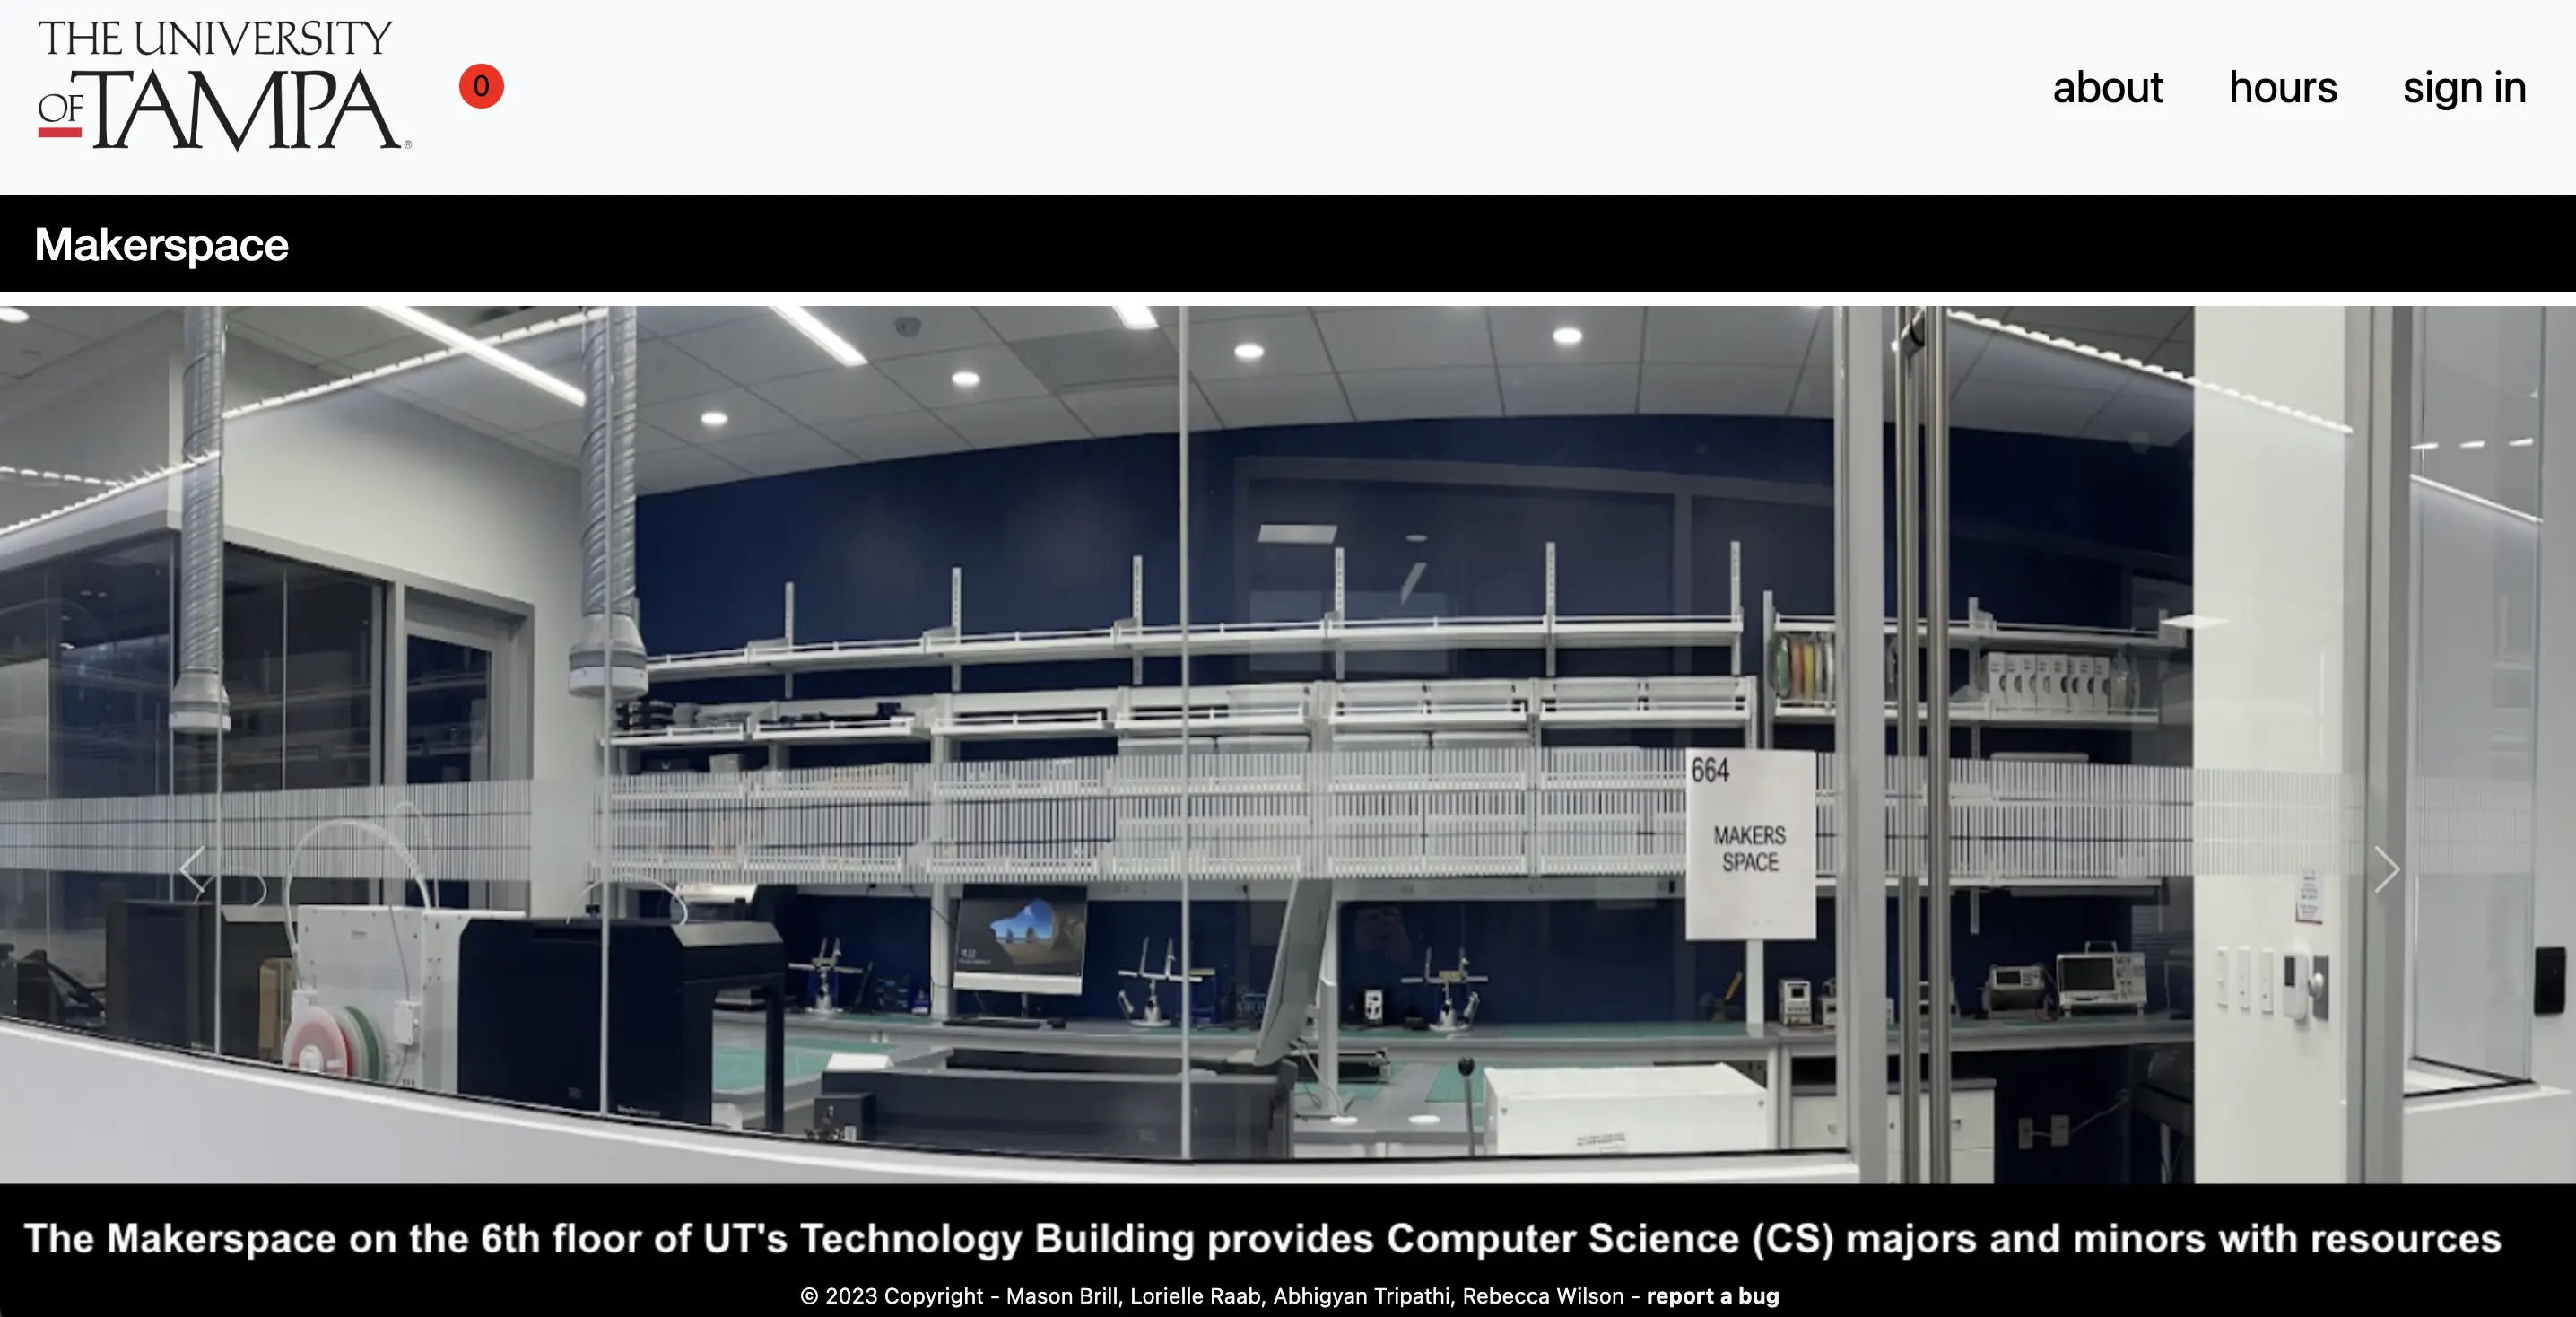 THE UNIVERSITY
OF TAMPA®
0
about
hours
sign in
Makerspace
664
MAKERS
SPACE
The Makerspace on the 6th floor of UT's Technology Building provides Computer Science (CS) majors and minors with resources
© 2023 Copyright - Mason Brill, Lorielle Raab, Abhigyan Tripathi, Rebecca Wilson - report a bug